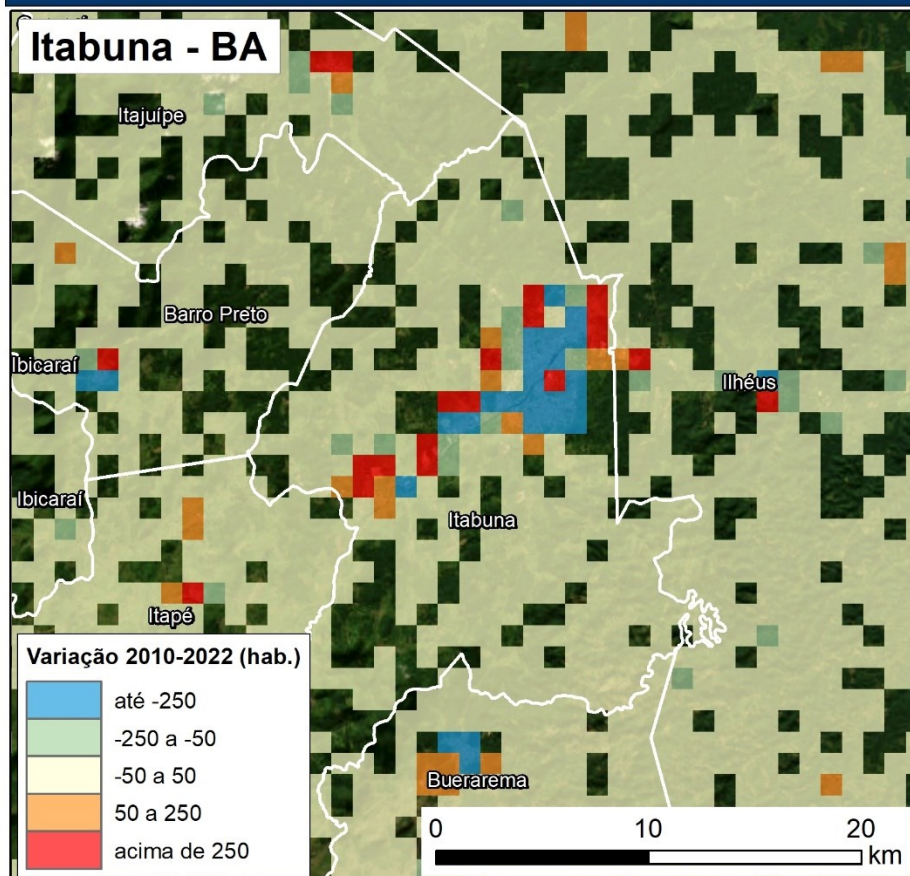 Itabuna - BA
Itajuípe
Barro Preto
Ibicaraí
Ilhéus
Ibicaraí
Itabuna
Itapé
Variação 2010-2022 (hab.)
até -250
-250 a -50
-50 a 50
50 a 250
acima de 250
Buerarema
0 10 20
km